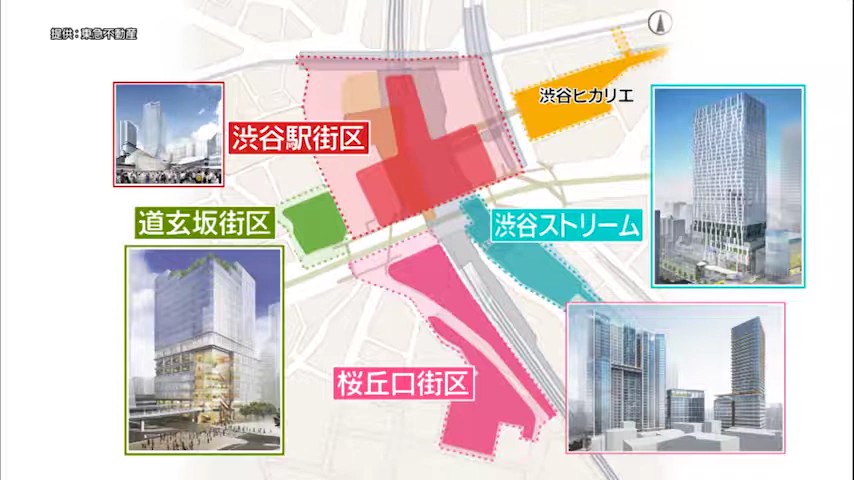 提供：東急不動産
渋谷ヒカリエ
渋谷駅街区
道玄坂街区
渋谷ストリーム
桜丘口街区